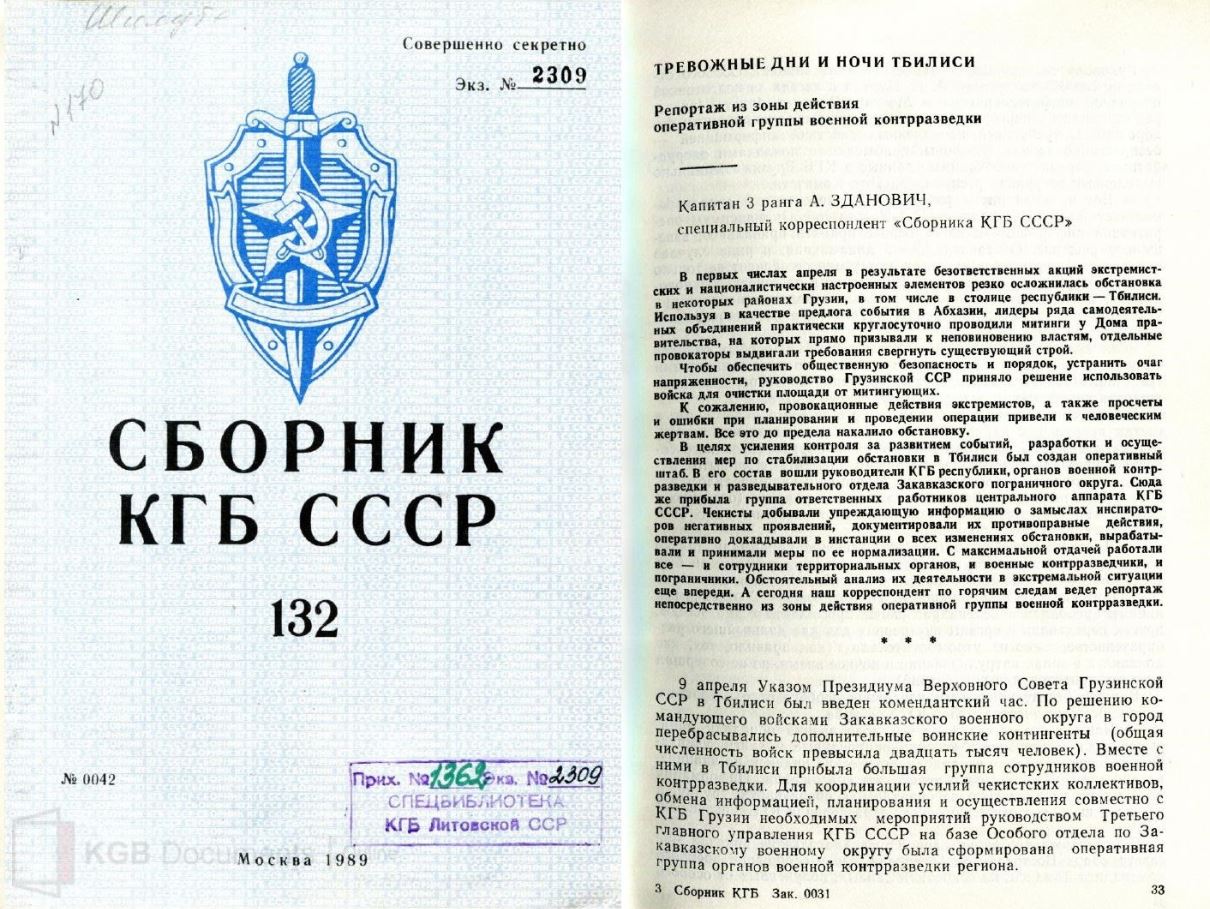 Совершенно секретно
Экз. № 2309
N170
СБОРНИК
КГБ СССР
132
№ 0042
Прих. № 1362 Экз. № 2309
СПЕЦБИБЛИОТЕКА
КГБ Литовской ССР
KGB Documents
Москва 1989
ТРЕВОЖНЫЕ ДНИ И НОЧИ ТБИЛИСИ
Репортаж из зоны действия
оперативной группы военной контрразведки
Капитан 3 ранга А. ЗДАНОВИЧ,
специальный корреспондент «Сборника КГБ СССР»
В первых числах апреля в результате безответственных акций экстремист-
ских и националистически настроенных элементов резко осложнилась обстановка
в некоторых районах Грузии, в том числе в столице республики — Тбилиси.
Используя в качестве предлога события в Абхазии, лидеры ряда самодеятель-
ных объединений практически круглосуточно проводили митинги у Дома пра-
вительства, на которых прямо призывали к неповиновению властям, отдельные
провокаторы выдвигали требования свергнуть существующий строй.
Чтобы обеспечить общественную безопасность и порядок, устранить очаг
напряженности, руководство Грузинской ССР приняло решение использовать
войска для очистки площади от митингующих.
К сожалению, провокационные действия экстремистов, а также просчеты
и ошибки при планировании и проведении операции привели к человеческим
жертвам. Все это до предела накалило обстановку.
В целях усиления контроля за развитием событий, разработки и осуще-
ствления мер по стабилизации обстановки в Тбилиси был создан оперативный
штаб. В его состав вошли руководители КГБ республики, органов военной контр-
разведки и разведывательного отдела Закавказского пограничного округа. Сюда
же прибыла группа ответственных работников центрального аппарата КГБ
СССР. Чекисты добывали упреждающую информацию о замыслах инспирато-
ров негативных проявлений, документировали их противоправные действия,
оперативно докладывали в инстанции о всех изменениях обстановки, вырабаты-
вали и принимали меры по ее нормализации. С максимальной отдачей работали
все — и сотрудники территориальных органов, и военные контрразведчики, и
пограничники. Обстоятельный анализ их деятельности в экстремальной ситуации
еще впереди. А сегодня наш корреспондент по горячим следам ведет репортаж
непосредственно из зоны действия оперативной группы военной контрразведки.
* * *
9 апреля Указом Президиума Верховного Совета Грузинской
ССР в Тбилиси был введен комендантский час. По решению ко-
мандующего войсками Закавказского военного округа в город
перебрасывались дополнительные воинские контингенты (общая
численность войск превысила двадцать тысяч человек). Вместе с
ними в Тбилиси прибыла большая группа сотрудников военной
контрразведки. Для координации усилий чекистских коллективов,
обмена информацией, планирования и осуществления совместно с
КГБ Грузии необходимых мероприятий руководством Третьего
главного управления КГБ СССР на базе Особого отдела по За-
кавказскому военному округу была сформирована оперативная
группа органов военной контрразведки региона.
3 Сборник КГБ Зак. 0031
33